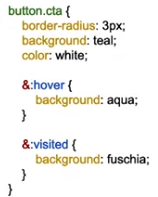 button.cta {
border-radius: 3px;
background: teal;
color: white;
&:hover {
background: aqua;
}
&:visited {
background: fuschia;
}
}